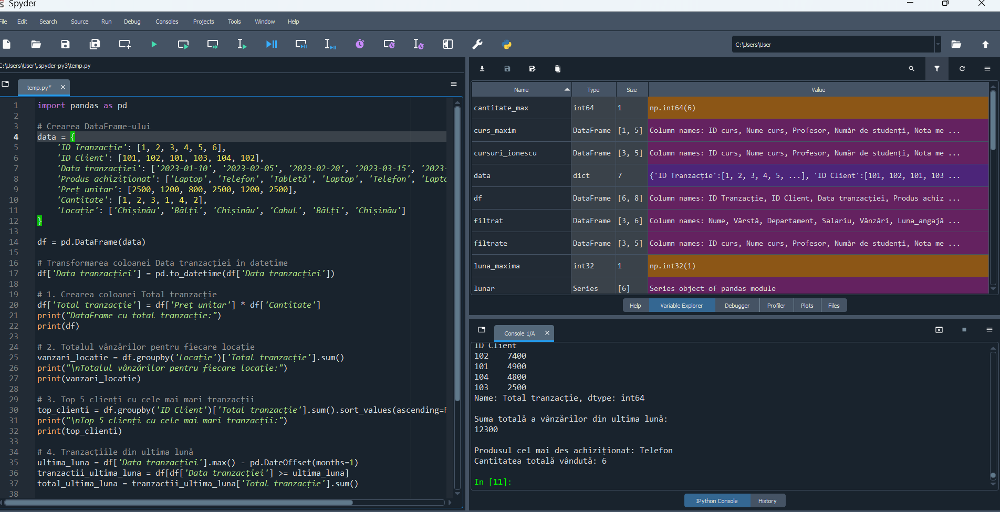 Spyder
File Edit Search Source Run Debug Consoles Projects Tools Window Help
C:\Users\User
C:\Users\User\.spyder-py3\temp.py
temp.py*
1 import pandas as pd
2
3 # Crearea DataFrame-ului
4 data = {
5 'ID Tranzacție': [1, 2, 3, 4, 5, 6],
6 'ID Client': [101, 102, 101, 103, 104, 102],
7 'Data tranzacției': ['2023-01-10', '2023-02-05', '2023-02-20', '2023-03-15', '2023-
8 'Produs achiziționat': ['Laptop', 'Telefon', 'Tabletă', 'Laptop', 'Telefon', 'Lapto
9 'Preț unitar': [2500, 1200, 800, 2500, 1200, 2500],
10 'Cantitate': [1, 2, 3, 1, 4, 2],
11 'Locație': ['Chișinău', 'Bălți', 'Chișinău', 'Cahul', 'Bălți', 'Chișinău']
12 }
13
14 df = pd.DataFrame(data)
15
16 # Transformarea coloanei Data tranzacției în datetime
17 df['Data tranzacției'] = pd.to_datetime(df['Data tranzacției'])
18
19 # 1. Crearea coloanei Total tranzacție
20 df['Total tranzacție'] = df['Preț unitar'] * df['Cantitate']
21 print("DataFrame cu total tranzacție:")
22 print(df)
23
24 # 2. Totalul vânzărilor pentru fiecare locație
25 vanzari_locatie = df.groupby('Locație')['Total tranzacție'].sum()
26 print("\nTotalul vânzărilor pentru fiecare locație:")
27 print(vanzari_locatie)
28
29 # 3. Top 5 clienți cu cele mai mari tranzacții
30 top_clienti = df.groupby('ID Client')['Total tranzacție'].sum().sort_values(ascending=F
31 print("\nTop 5 clienți cu cele mai mari tranzacții:")
32 print(top_clienti)
33
34 # 4. Tranzacțiile din ultima lună
35 ultima_luna = df['Data tranzacției'].max() - pd.DateOffset(months=1)
36 tranzactii_ultima_luna = df[df['Data tranzacției'] >= ultima_luna]
37 total_ultima_luna = tranzactii_ultima_luna['Total tranzacție'].sum()
38
Name Type Size Value
cantitate_max int64 1 np.int64(6)
curs_maxim DataFrame [1, 5] Column names: ID curs, Nume curs, Profesor, Număr de studenți, Nota me ...
cursuri_ionescu DataFrame [3, 5] Column names: ID curs, Nume curs, Profesor, Număr de studenți, Nota me ...
data dict 7 {'ID Tranzacție':[1, 2, 3, 4, 5, ...], 'ID Client':[101, 102, 101, 103 ...
df DataFrame [6, 8] Column names: ID Tranzacție, ID Client, Data tranzacției, Produs achiz ...
filtrat DataFrame [3, 6] Column names: Nume, Vârstă, Departament, Salariu, Vânzări, Luna_angajă ...
filtrate DataFrame [3, 5] Column names: ID curs, Nume curs, Profesor, Număr de studenți, Nota me ...
luna_maxima int32 1 np.int32(1)
lunar Series [6] Series object of pandas module
Help Variable Explorer Debugger Profiler Plots Files
Console 1/A
ID Client
102 7400
101 4900
104 4800
103 2500
Name: Total tranzacție, dtype: int64
Suma totală a vânzărilor din ultima lună:
12300
Produsul cel mai des achiziționat: Telefon
Cantitatea totală vândută: 6
In [11]:
IPython Console History